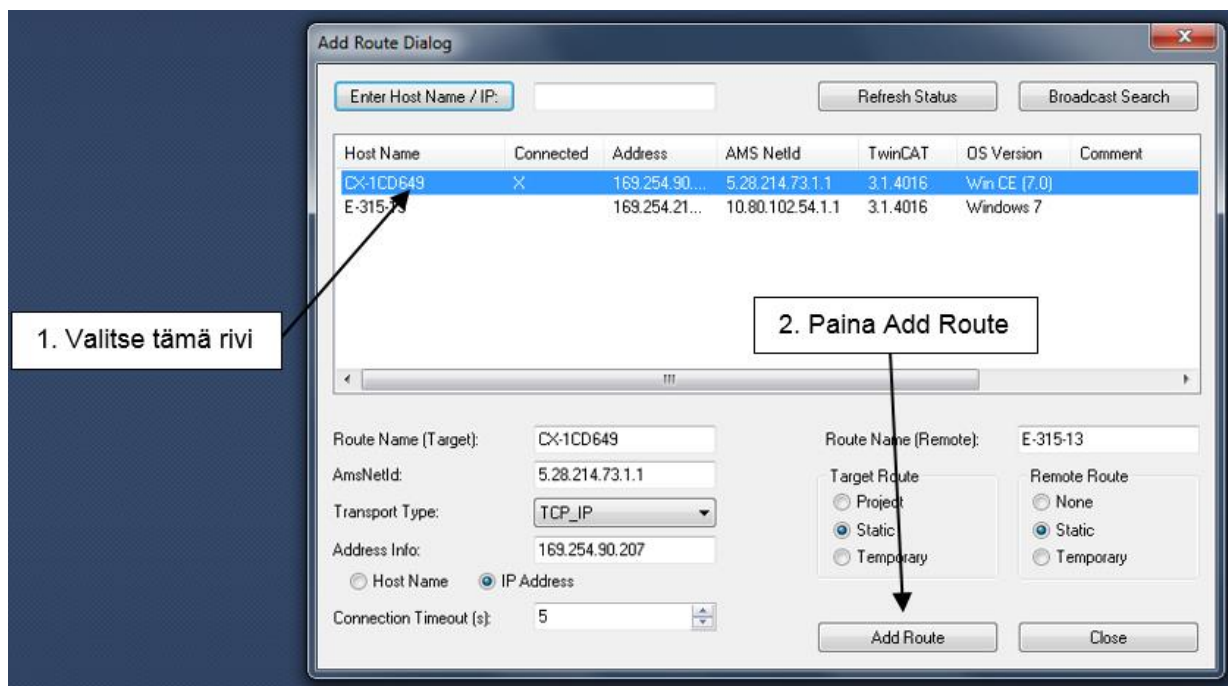 Add Route Dialog
Enter Host Name / IP:
Refresh Status
Broadcast Search
Host Name Connected Address AMS NetId TwinCAT OS Version Comment
CX-1CD649 X 169.254.90.... 5.28.214.73.1.1 3.1.4016 Win CE (7.0)
E-315-13 169.254.21... 10.80.102.54.1.1 3.1.4016 Windows 7
1. Valitse tämä rivi
2. Paina Add Route
Route Name (Target): CX-1CD649
Route Name (Remote): E-315-13
AmsNetId: 5.28.214.73.1.1
Transport Type: TCP_IP
Address Info: 169.254.90.207
Host Name IP Address
Connection Timeout (s): 5
Target Route
Project
Static
Temporary
Remote Route
None
Static
Temporary
Add Route
Close